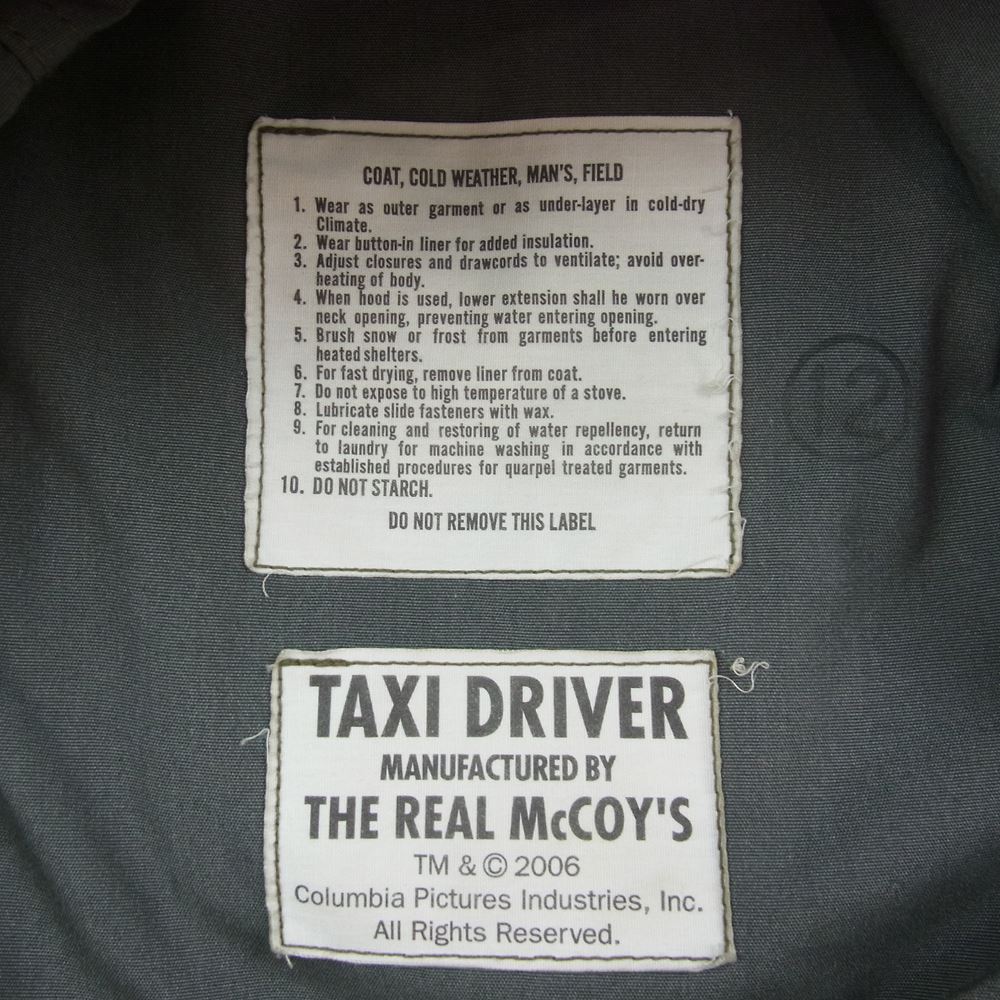 COAT, COLD WEATHER, MAN'S, FIELD
1. Wear as outer garment or as under-layer in cold-dry
Climate.
2. Wear button-in liner for added insulation.
3. Adjust closures and drawcords to ventilate; avoid over-
heating of body.
4. When hood is used, lower extension shall he worn over
neck opening, preventing water entering opening.
5. Brush snow or frost from garments before entering
heated shelters.
6. For fast drying, remove liner from coat.
7. Do not expose to high temperature of a stove.
8. Lubricate slide fasteners with wax.
9. For cleaning and restoring of water repellency, return
to laundry for machine washing in accordance with
established procedures for quarpel treated garments.
10. DO NOT STARCH.
DO NOT REMOVE THIS LABEL
TAXI DRIVER
MANUFACTURED BY
THE REAL McCOY'S
TM & © 2006
Columbia Pictures Industries, Inc.
All Rights Reserved.